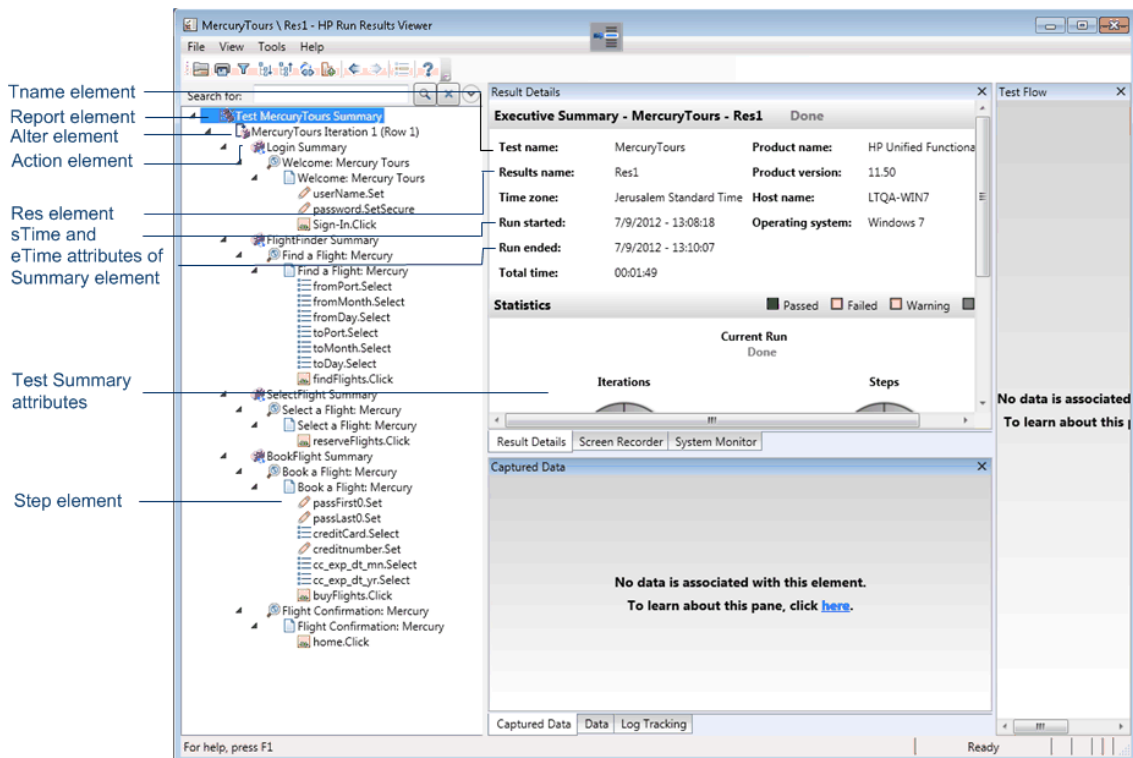 MercuryTours \ Res1 - HP Run Results Viewer
File View Tools Help
Search for:
Tname element
Report element
Alter element
Action element
Res element
sTime and
eTime attributes of
Summary element
Test Summary
attributes
Step element
Test MercuryTours Summary
MercuryTours Iteration 1 (Row 1)
Login Summary
Welcome: Mercury Tours
Welcome: Mercury Tours
userName.Set
password.SetSecure
Sign-In.Click
FlightFinder Summary
Find a Flight: Mercury
Find a Flight: Mercury
fromPort.Select
fromMonth.Select
fromDay.Select
toPort.Select
toMonth.Select
toDay.Select
findFlights.Click
SelectFlight Summary
Select a Flight: Mercury
Select a Flight: Mercury
reserveFlights.Click
BookFlight Summary
Book a Flight: Mercury
Book a Flight: Mercury
passFirst0.Set
passLast0.Set
creditCard.Select
creditnumber.Set
cc_exp_dt_mn.Select
cc_exp_dt_yr.Select
buyFlights.Click
Flight Confirmation: Mercury
Flight Confirmation: Mercury
home.Click
Result Details
Executive Summary - MercuryTours - Res1 Done
Test name: MercuryTours Product name: HP Unified Functiona
Results name: Res1 Product version: 11.50
Time zone: Jerusalem Standard Time Host name: LTQA-WIN7
Run started: 7/9/2012 - 13:08:18 Operating system: Windows 7
Run ended: 7/9/2012 - 13:10:07
Total time: 00:01:49
Statistics Passed Failed Warning
Current Run
Done
Iterations Steps
Result Details Screen Recorder System Monitor
Captured Data
No data is associated with this element.
To learn about this pane, click here.
Captured Data Data Log Tracking
Test Flow
No data is associated
To learn about this
For help, press F1
Ready